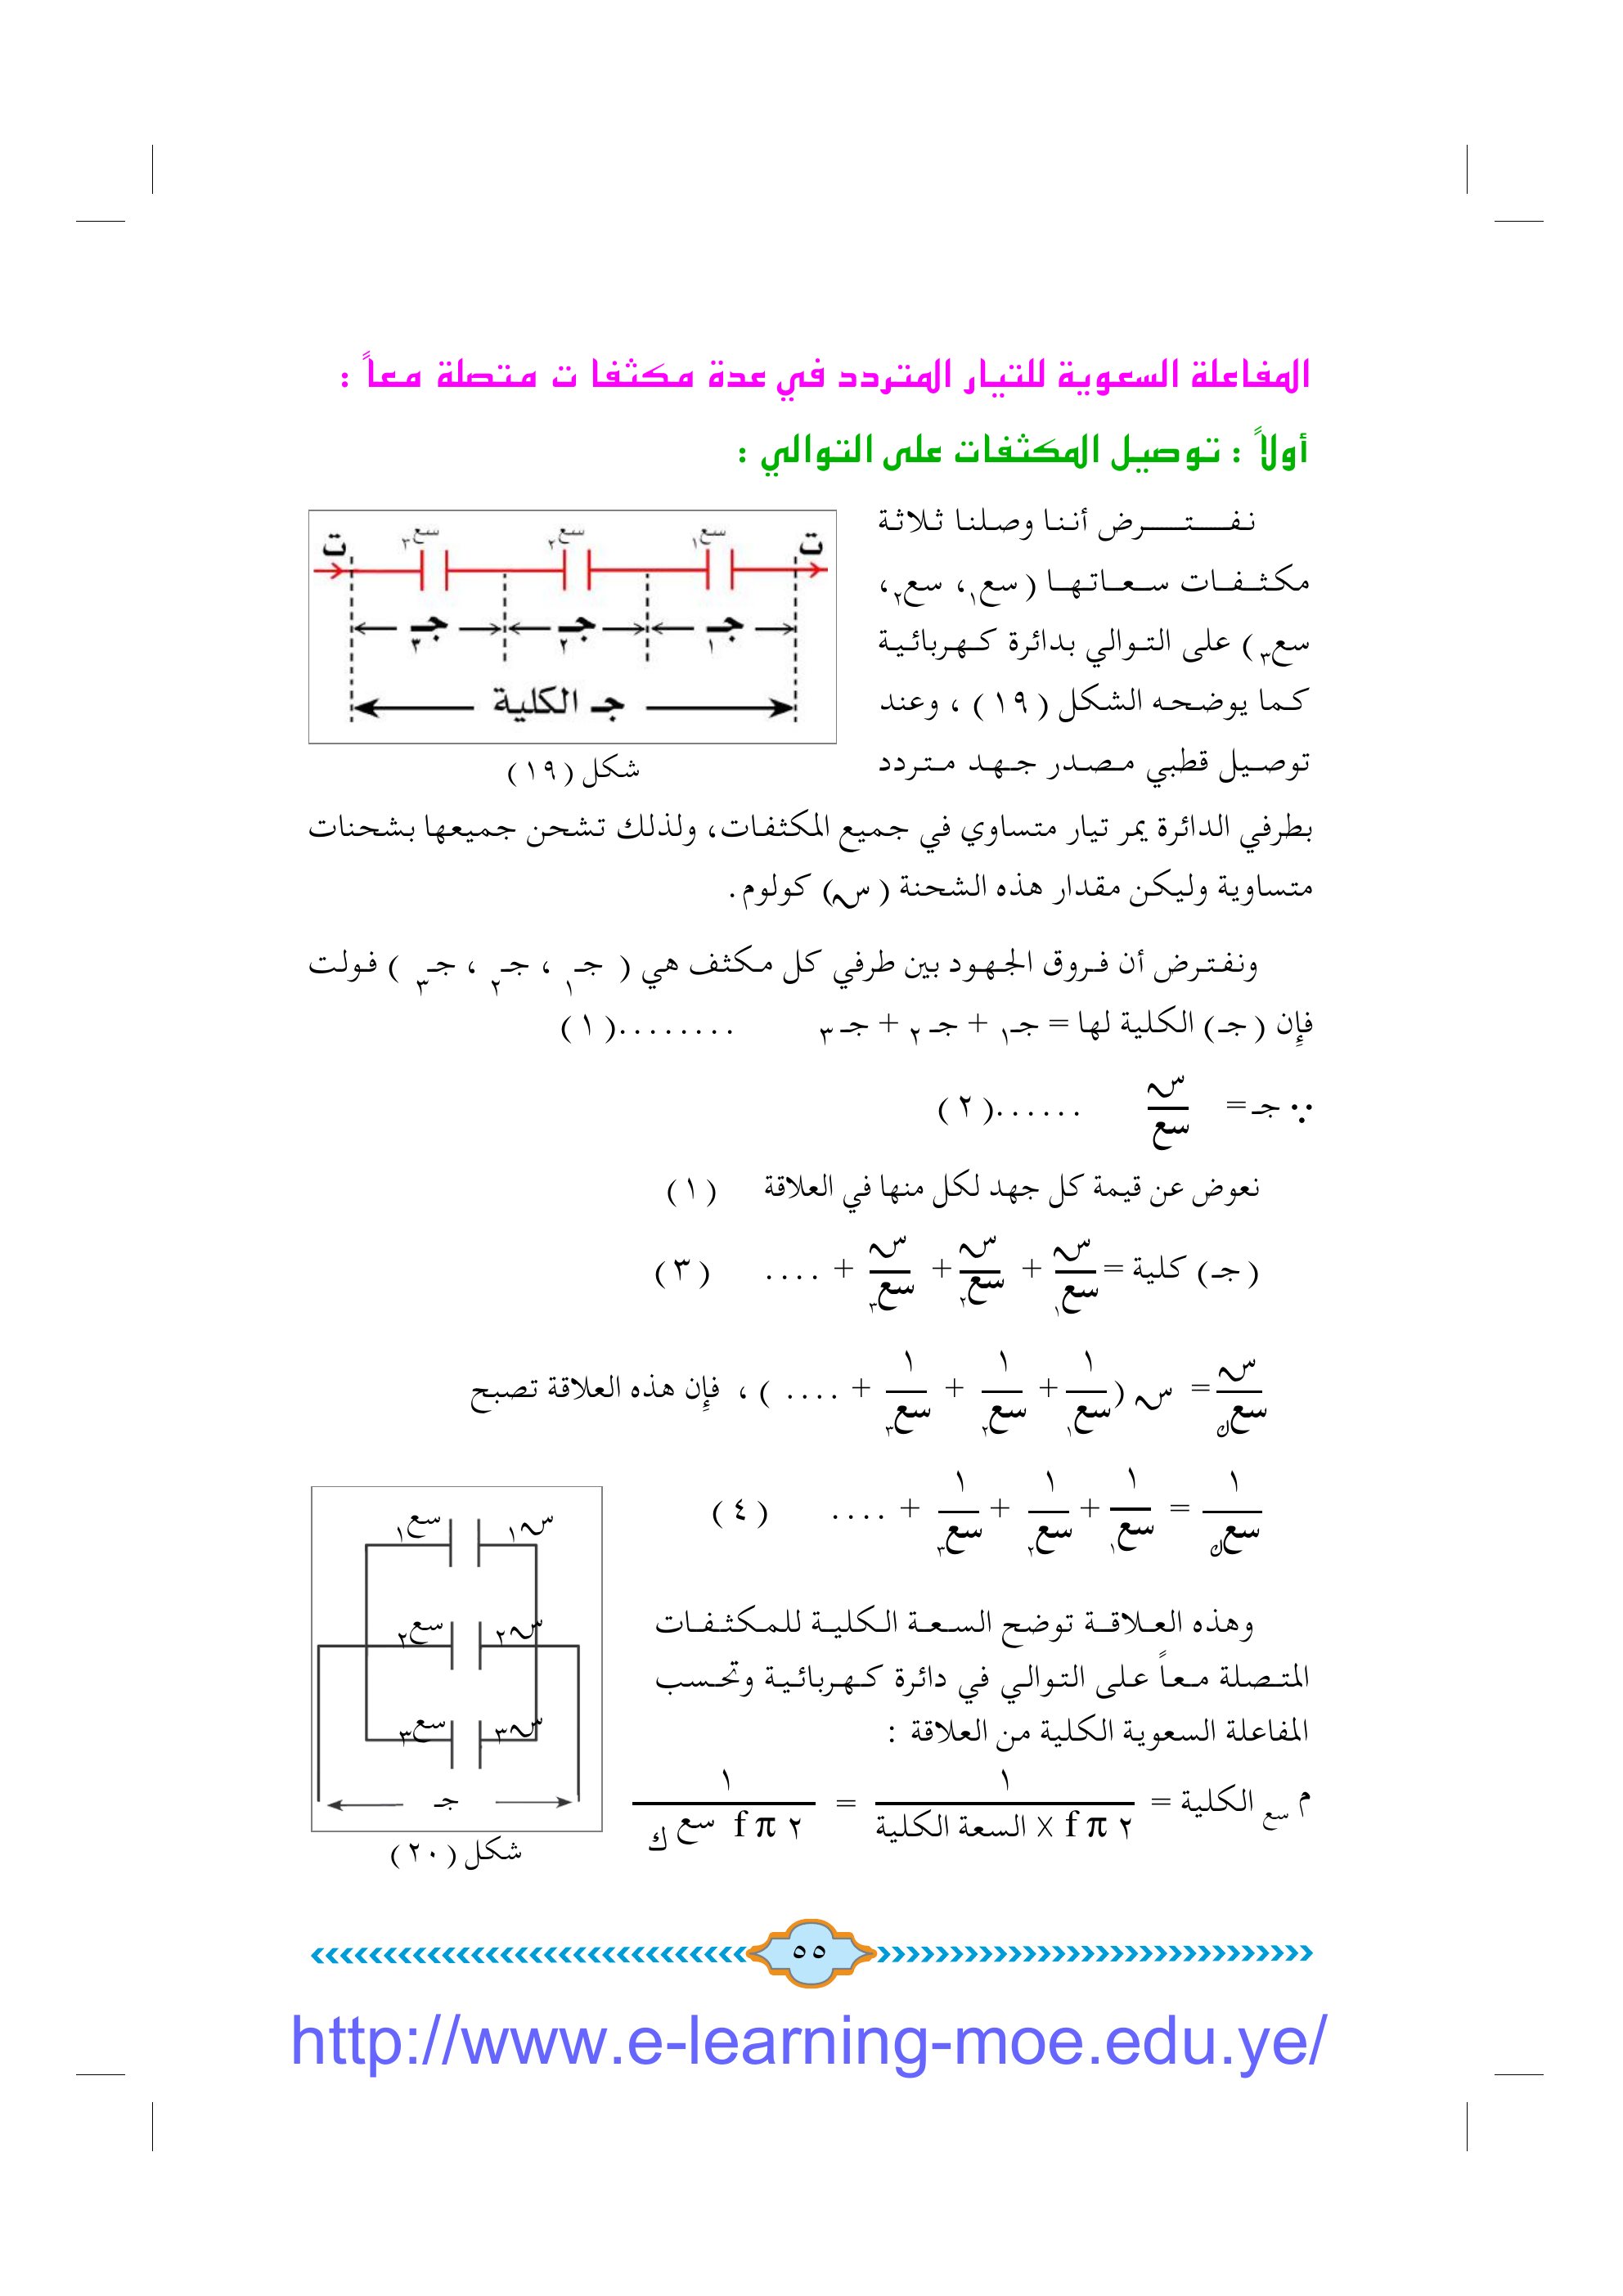 المفاعلة السعوية للتيار المتردد في عدة مكثفا ت متصلة معاً :
أولاً : توصيل المكثفات على التوالي :
نفـتـرض أننا وصلنا ثلاثة
مكثفات سعاتها ( سع١، سع٢،
سع٣ ) على التوالي بدائرة كهربائية
كما يوضحه الشكل ( ١٩ ) ، وعند
توصيل قطبي مصدر جهد متردد
ت سع٣ سع٢ سع١ ت
جـ٣ جـ٢ جـ١
جـ الكلية
شكل ( ١٩ )
بطرفي الدائرة يمر تيار متساوي في جميع المكثفات، ولذلك تشحن جميعها بشحنات
متساوية وليكن مقدار هذه الشحنة ( س ) كولوم.
ونفترض أن فروق الجهود بين طرفي كل مكثف هي ( جـ١ ، جـ٢ ، جـ٣ ) فولت
فإِن ( جـ ) الكلية لها = جـ١ + جـ٢ + جـ٣ ........( ١ )
∵ جـ = س / سع ......( ٢ )
نعوض عن قيمة كل جهد لكل منها في العلاقة ( ١ )
( جـ ) كلية = س / سع١ + س / سع٢ + س / سع٣ + .... ( ٣ )
س / سعك = س ( ١ / سع١ + ١ / سع٢ + ١ / سع٣ + .... ) ، فإِن هذه العلاقة تصبح
١ / سعك = ١ / سع١ + ١ / سع٢ + ١ / سع٣ + .... ( ٤ )
وهذه العلاقة توضح السعة الكلية للمكثفات
المتصلة معاً على التوالي في دائرة كهربائية وتحسب
المفاعلة السعوية الكلية من العلاقة :
م سع الكلية = ١ / ٢ π f × السعة الكلية = ١ / ٢ π f سع ك
سع١ س١
سع٢ س٢
سع٣ س٣
جـ
شكل ( ٢٠ )
٥٥
http://www.e-learning-moe.edu.ye/